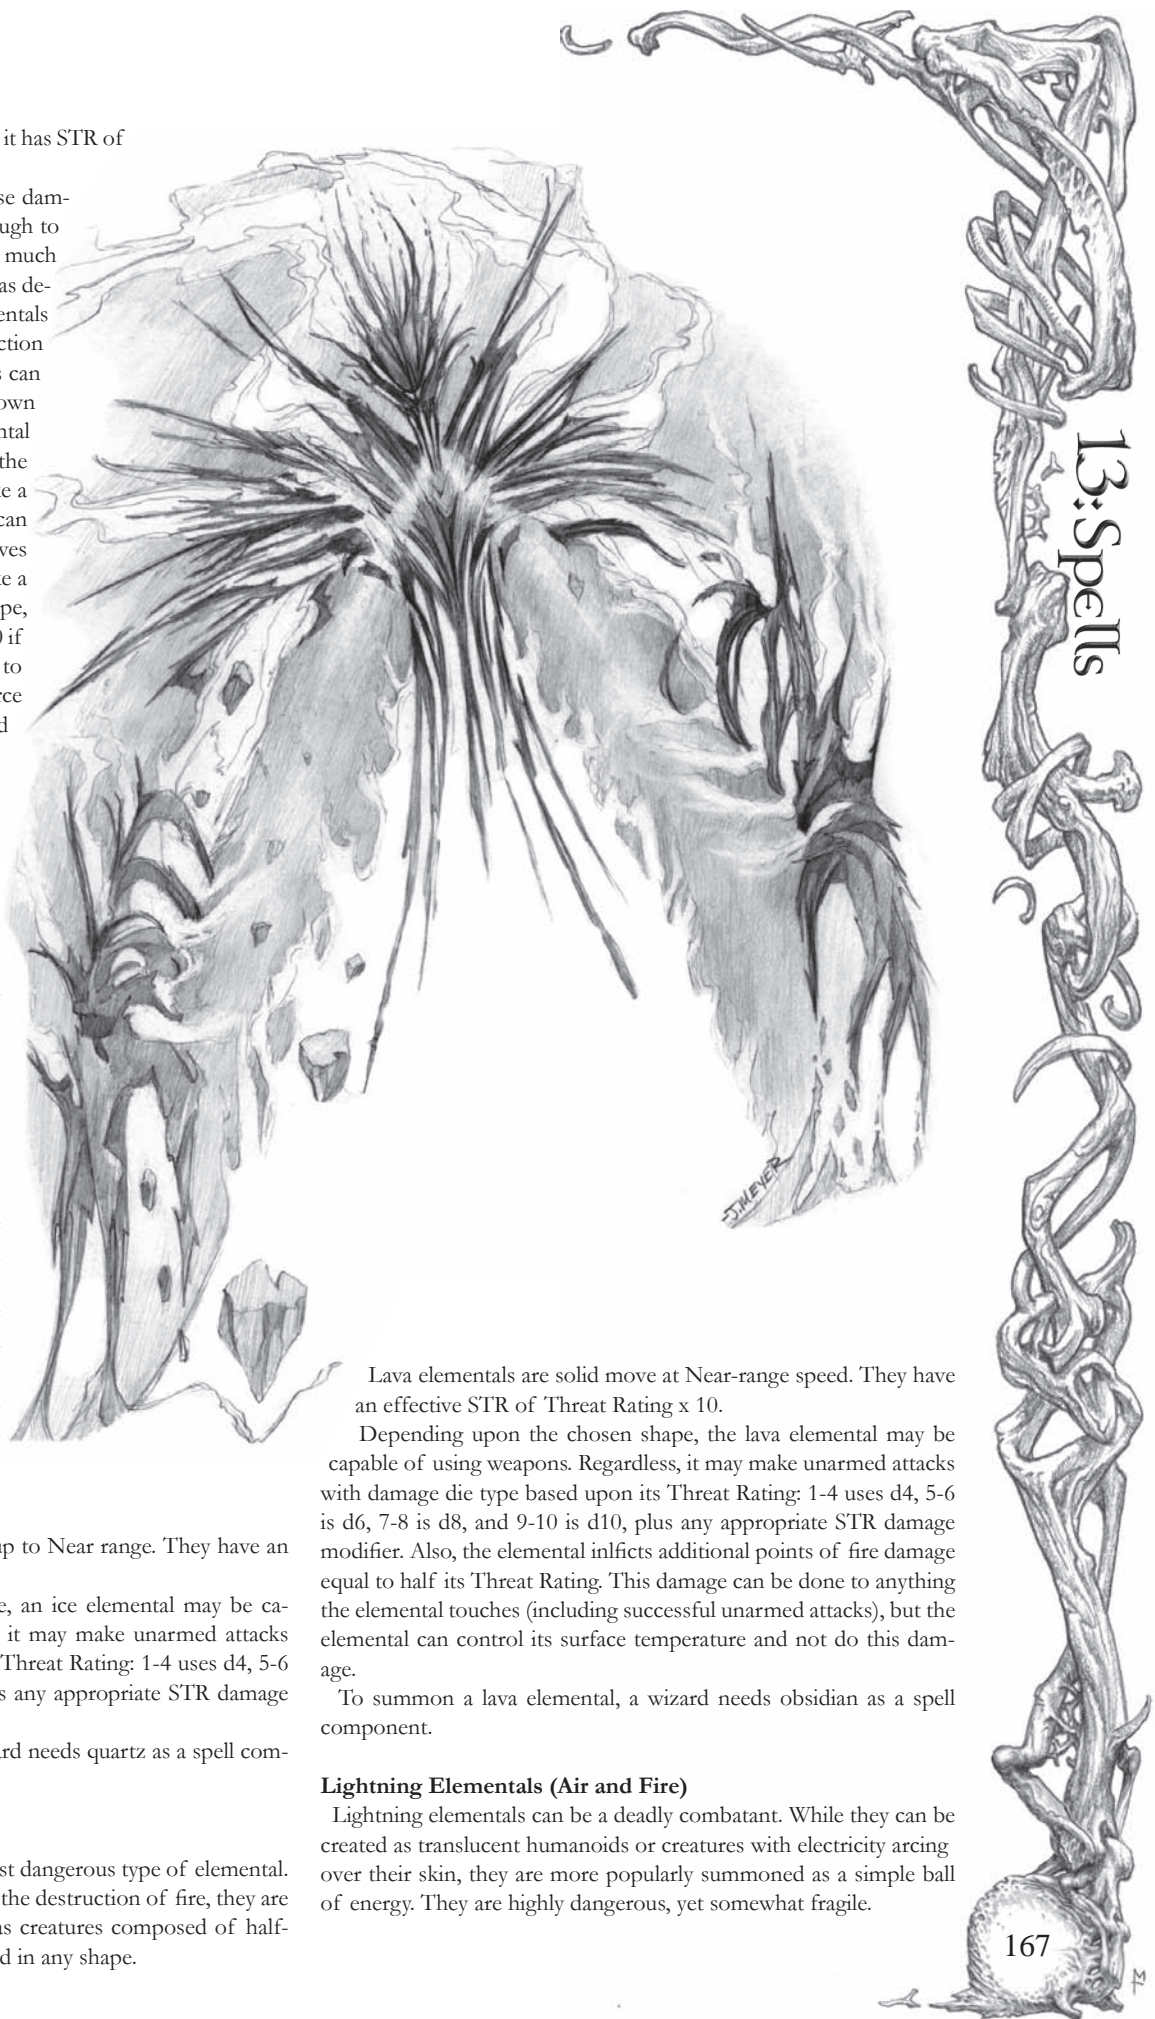 it has STR of
se dam-
ugh to
much
as de-
entals
ction
s can
own
ntal
the
e a
can
ves
e a
pe,
) if
to
rce
d
up to Near range. They have an
e, an ice elemental may be ca-
it may make unarmed attacks
Threat Rating: 1-4 uses d4, 5-6
s any appropriate STR damage
ard needs quartz as a spell com-
st dangerous type of elemental.
the destruction of fire, they are
as creatures composed of half-
d in any shape.
-J.MEYER
Lava elementals are solid move at Near-range speed. They have
an effective STR of Threat Rating x 10.
Depending upon the chosen shape, the lava elemental may be
capable of using weapons. Regardless, it may make unarmed attacks
with damage die type based upon its Threat Rating: 1-4 uses d4, 5-6
is d6, 7-8 is d8, and 9-10 is d10, plus any appropriate STR damage
modifier. Also, the elemental inlficts additional points of fire damage
equal to half its Threat Rating. This damage can be done to anything
the elemental touches (including successful unarmed attacks), but the
elemental can control its surface temperature and not do this dam-
age.
To summon a lava elemental, a wizard needs obsidian as a spell
component.
Lightning Elementals (Air and Fire)
Lightning elementals can be a deadly combatant. While they can be
created as translucent humanoids or creatures with electricity arcing
over their skin, they are more popularly summoned as a simple ball
of energy. They are highly dangerous, yet somewhat fragile.
13: Spells
167